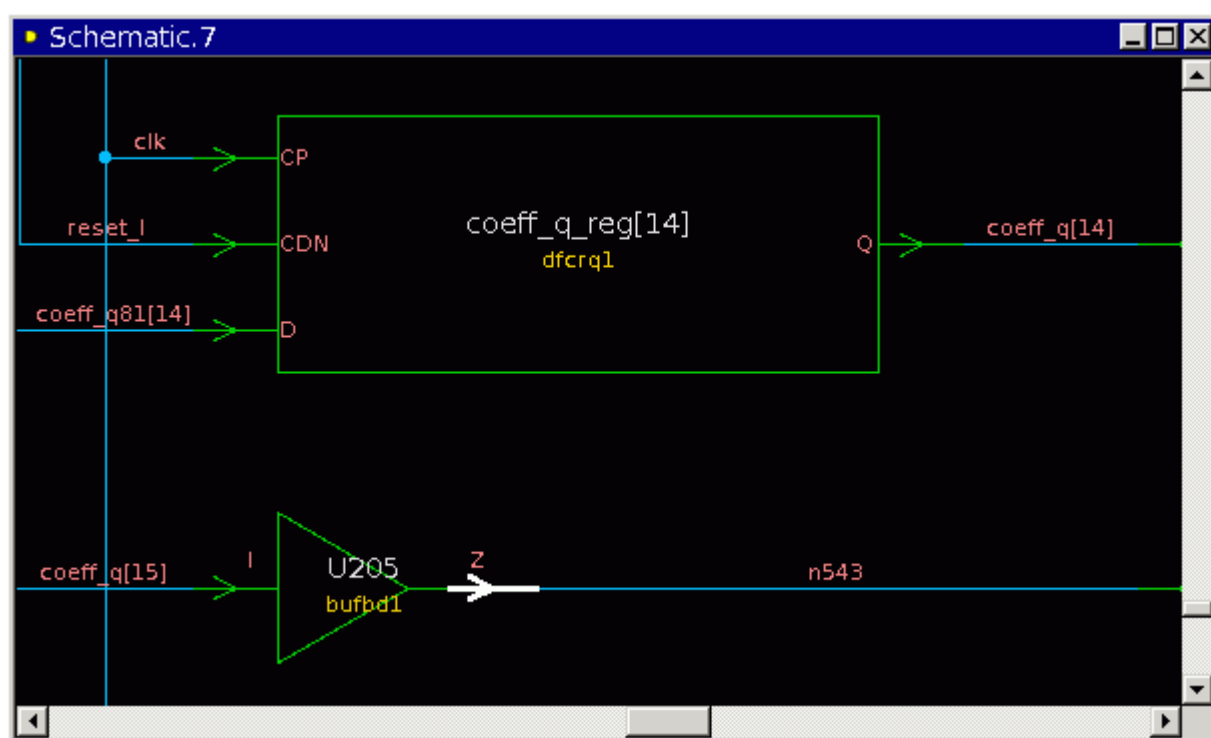 Schematic.7
clk
CP
reset_l
CDN
coeff_q_reg[14]
dfcrq1
Q
coeff_q[14]
coeff_q81[14]
D
coeff_q[15]
I
U205
bufbd1
Z
n543